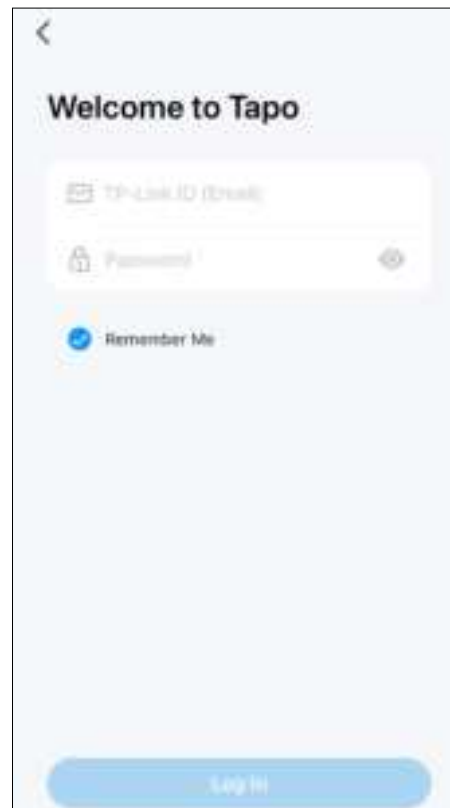 Welcome to Tapo
TP-Link ID (Email)
Password
Remember Me
Log In